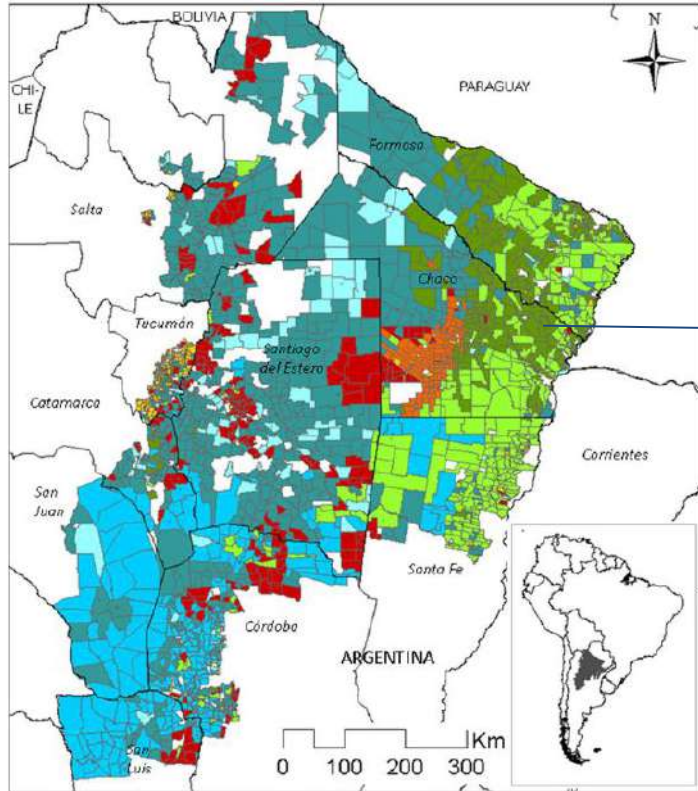 BOLIVIA
N
CHI-
LE
PARAGUAY
Formosa
Salta
Chaco
Tucumán
Santiago
del Estero
Catamarca
Corrientes
San
Juan
Santa Fe
Córdoba
ARGENTINA
Km
0 100 200 300
San
Luis